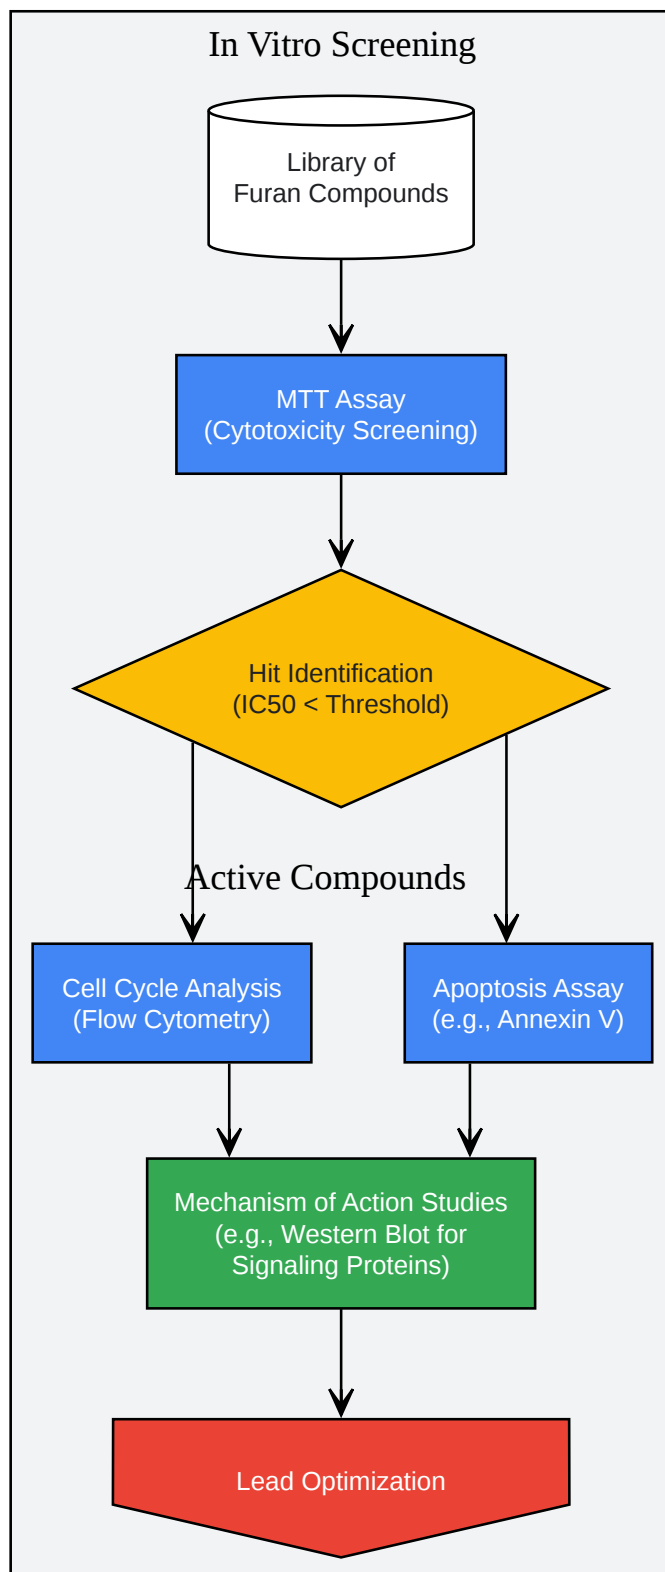 In Vitro Screening
Library of
Furan Compounds
MTT Assay
(Cytotoxicity Screening)
Hit Identification
(IC50 < Threshold)
Active Compounds
Cell Cycle Analysis
(Flow Cytometry)
Apoptosis Assay
(e.g., Annexin V)
Mechanism of Action Studies
(e.g., Western Blot for
Signaling Proteins)
Lead Optimization